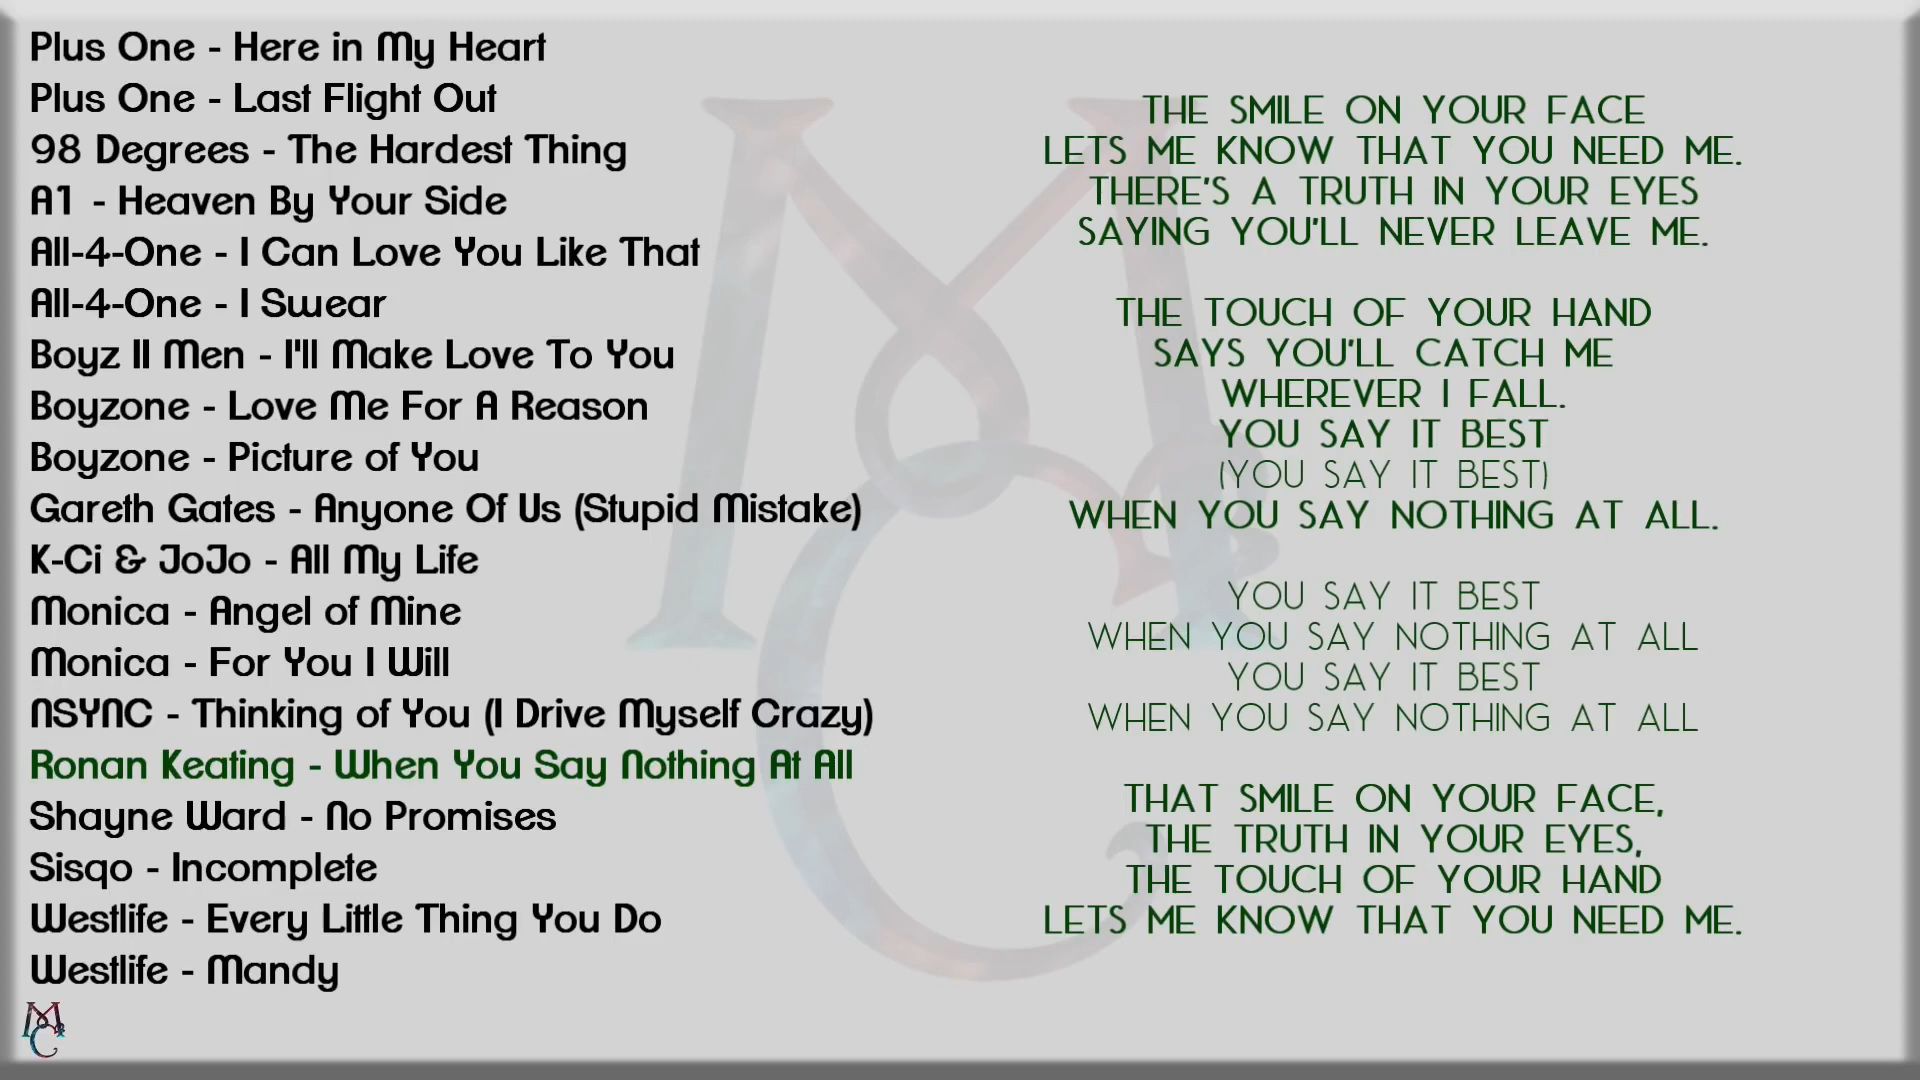 Plus One - Here in My Heart
Plus One - Last Flight Out
98 Degrees - The Hardest Thing
A1 - Heaven By Your Side
All-4-One - I Can Love You Like That
All-4-One - I Swear
Boyz II Men - I'll Make Love To You
Boyzone - Love Me For A Reason
Boyzone - Picture of You
Gareth Gates - Anyone Of Us (Stupid Mistake)
K-Ci & JoJo - All My Life
Monica - Angel of Mine
Monica - For You I Will
NSYNC - Thinking of You (I Drive Myself Crazy)
Ronan Keating - When You Say Nothing At All
Shayne Ward - No Promises
Sisqo - Incomplete
Westlife - Every Little Thing You Do
Westlife - Mandy
THE SMILE ON YOUR FACE
LETS ME KNOW THAT YOU NEED ME.
THERE'S A TRUTH IN YOUR EYES
SAYING YOU'LL NEVER LEAVE ME.
THE TOUCH OF YOUR HAND
SAYS YOU'LL CATCH ME
WHEREVER I FALL.
YOU SAY IT BEST
(YOU SAY IT BEST)
WHEN YOU SAY NOTHING AT ALL.
YOU SAY IT BEST
WHEN YOU SAY NOTHING AT ALL
YOU SAY IT BEST
WHEN YOU SAY NOTHING AT ALL
THAT SMILE ON YOUR FACE,
THE TRUTH IN YOUR EYES,
THE TOUCH OF YOUR HAND
LETS ME KNOW THAT YOU NEED ME.